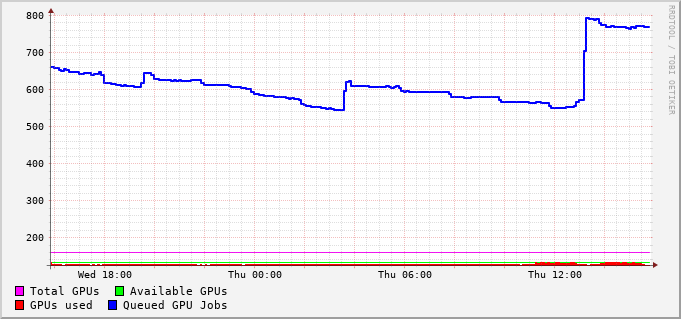 800
700
600
500
400
300
200
Wed 18:00 Thu 00:00 Thu 06:00 Thu 12:00
Total GPUs Available GPUs
GPUs used Queued GPU Jobs
RRDTOOL / TOBI OETIKER